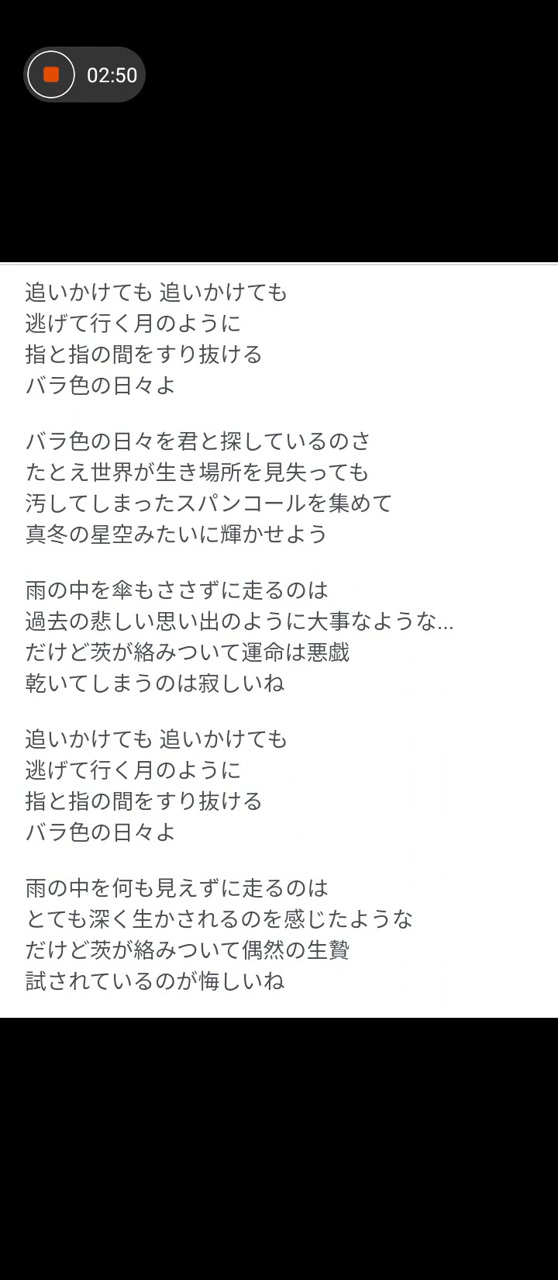 02:50
追いかけても 追いかけても
逃げて行く月のように
指と指の間をすり抜ける
バラ色の日々よ
バラ色の日々を君と探しているのさ
たとえ世界が生き場所を見失っても
汚してしまったスパンコールを集めて
真冬の星空みたいに輝かせよう
雨の中を傘もささずに走るのは
過去の悲しい思い出のように大事なような...
だけど茨が絡みついて運命は悪戯
乾いてしまうのは寂しいね
追いかけても 追いかけても
逃げて行く月のように
指と指の間をすり抜ける
バラ色の日々よ
雨の中を何も見えずに走るのは
とても深く生かされるのを感じたような
だけど茨が絡みついて偶然の生贄
試されているのが悔しいね